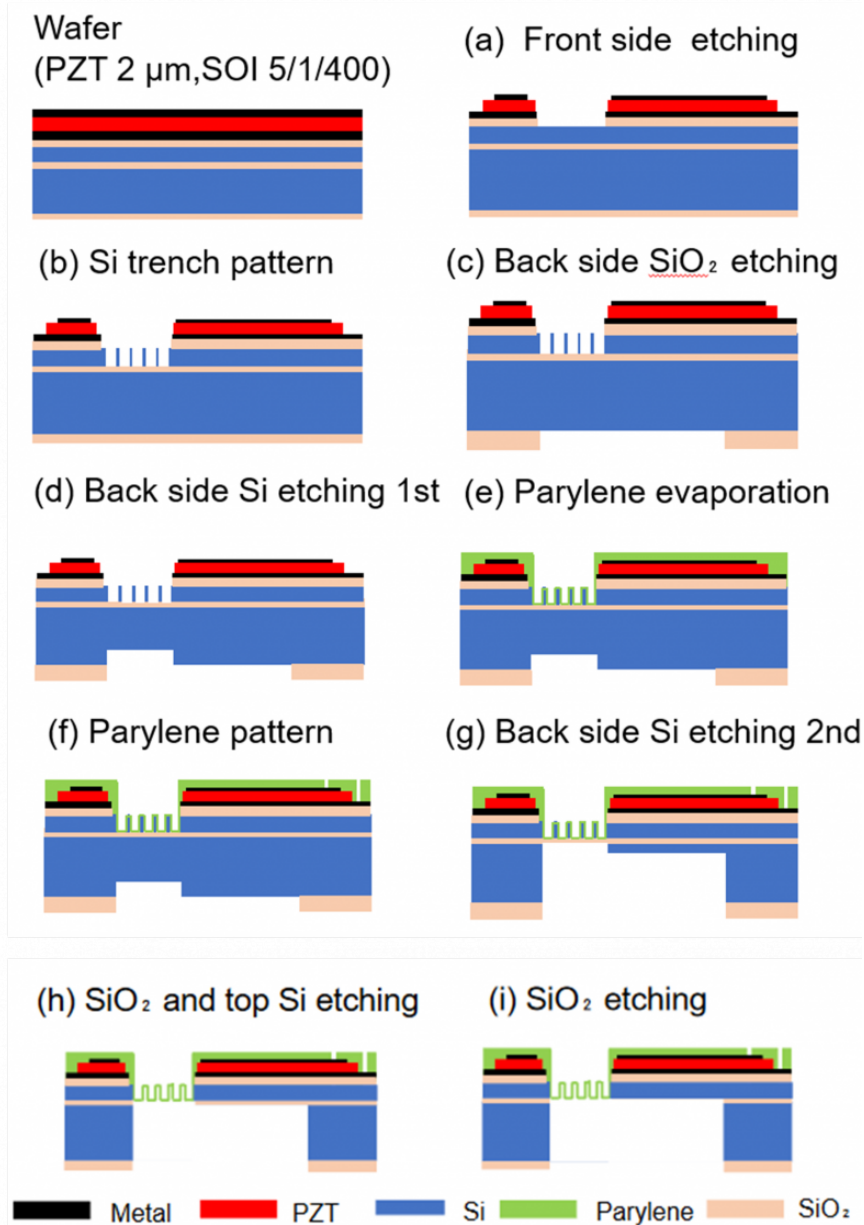 Wafer
(PZT 2 μm,SOI 5/1/400)
(a) Front side etching
(b) Si trench pattern
(c) Back side SiO₂ etching
(d) Back side Si etching 1st
(e) Parylene evaporation
(f) Parylene pattern
(g) Back side Si etching 2nd
(h) SiO₂ and top Si etching
(i) SiO₂ etching
Metal PZT Si Parylene SiO₂